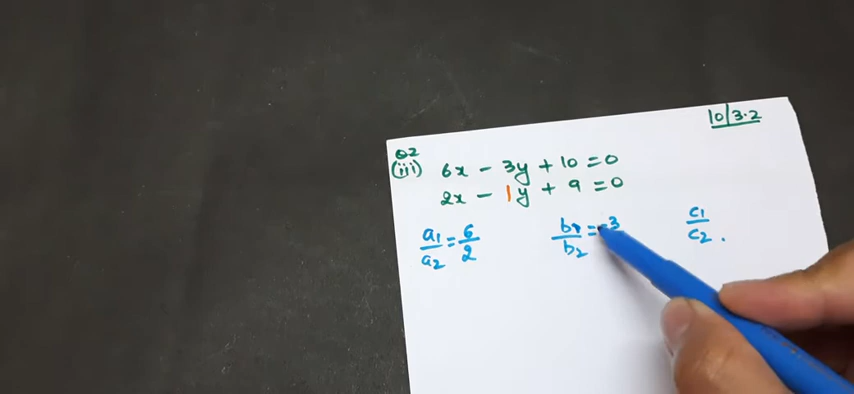 10/3.2
Q2
(iii) 6x - 3y + 10 = 0
2x - 1y + 9 = 0
a1/a2 = 6/2 b1/b2 = -3 c1/c2 .